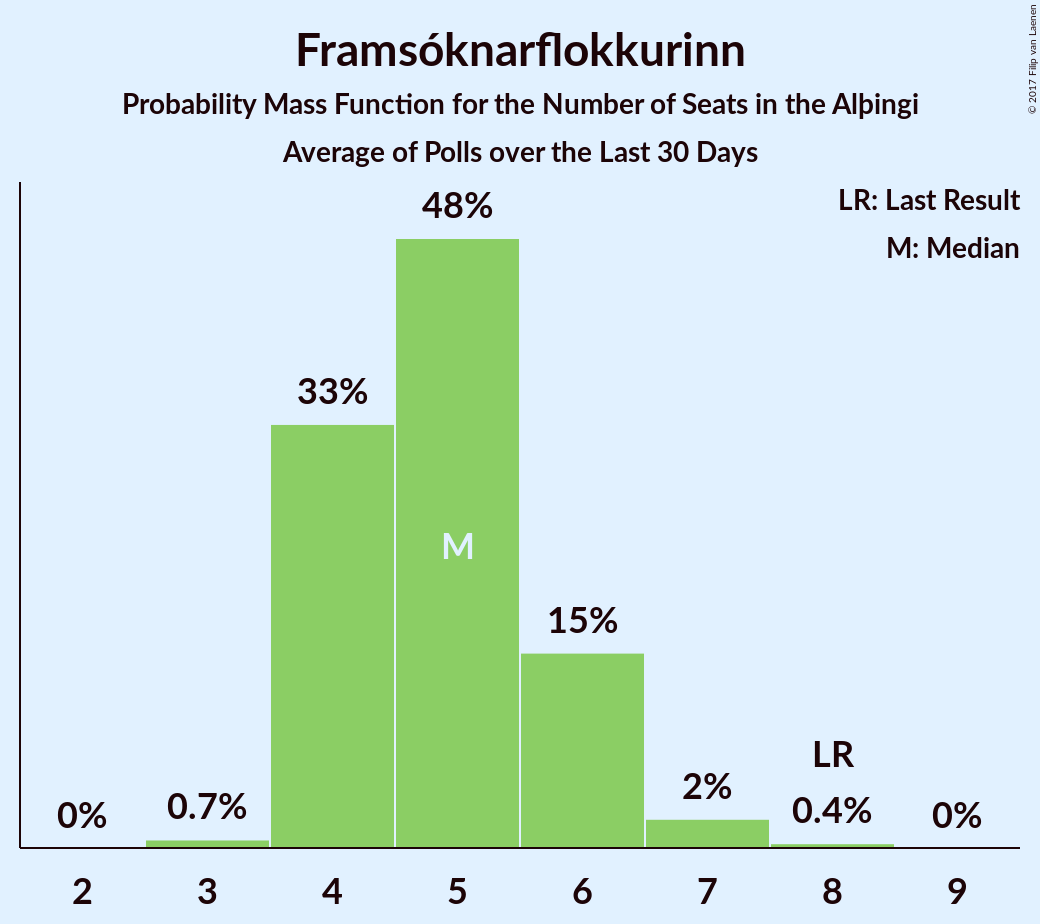 Framsóknarflokkurinn
Probability Mass Function for the Number of Seats in the Alþingi
Average of Polls over the Last 30 Days
© 2017 Filip van Laenen
LR: Last Result
M: Median
48%
33%
M
15%
LR
0% 0.7% 2% 0.4% 0%
2 3 4 5 6 7 8 9